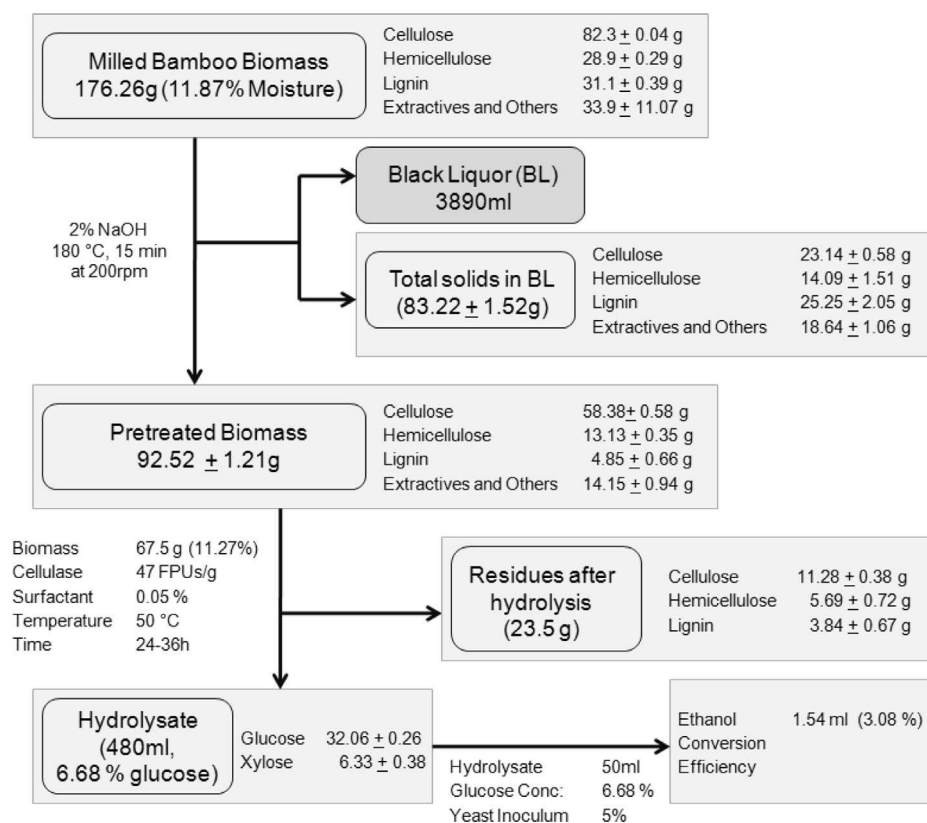 Milled Bamboo Biomass
176.26g (11.87% Moisture)
Cellulose 82.3 ± 0.04 g
Hemicellulose 28.9 ± 0.29 g
Lignin 31.1 ± 0.39 g
Extractives and Others 33.9 ± 11.07 g
2% NaOH
180 °C, 15 min
at 200rpm
Black Liquor (BL)
3890ml
Total solids in BL
(83.22 ± 1.52g)
Cellulose 23.14 ± 0.58 g
Hemicellulose 14.09 ± 1.51 g
Lignin 25.25 ± 2.05 g
Extractives and Others 18.64 ± 1.06 g
Pretreated Biomass
92.52 ± 1.21g
Cellulose 58.38± 0.58 g
Hemicellulose 13.13 ± 0.35 g
Lignin 4.85 ± 0.66 g
Extractives and Others 14.15 ± 0.94 g
Biomass 67.5 g (11.27%)
Cellulase 47 FPUs/g
Surfactant 0.05 %
Temperature 50 °C
Time 24-36h
Residues after
hydrolysis
(23.5 g)
Cellulose 11.28 ± 0.38 g
Hemicellulose 5.69 ± 0.72 g
Lignin 3.84 ± 0.67 g
Hydrolysate
(480ml,
6.68 % glucose)
Glucose 32.06 ± 0.26
Xylose 6.33 ± 0.38
Hydrolysate 50ml
Glucose Conc: 6.68 %
Yeast Inoculum 5%
Ethanol 1.54 ml (3.08 %)
Conversion
Efficiency